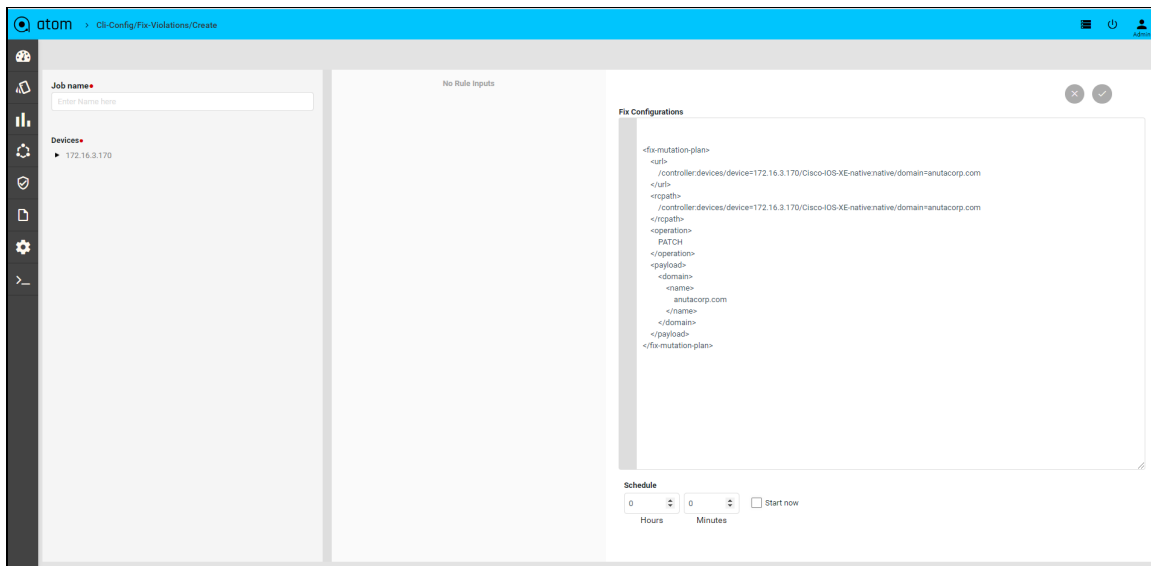 atom > Cli-Config/Fix-Violations/Create
Admin
Job name●
Enter Name here
Devices●
172.16.3.170
No Rule Inputs
Fix Configurations
<fix-mutation-plan>
<url>
/controller:devices/device=172.16.3.170/Cisco-IOS-XE-native:native/domain=anutacorp.com
</url>
<rcpath>
/controller:devices/device=172.16.3.170/Cisco-IOS-XE-native:native/domain=anutacorp.com
</rcpath>
<operation>
PATCH
</operation>
<payload>
<domain>
<name>
anutacorp.com
</name>
</domain>
</payload>
</fix-mutation-plan>
Schedule
0 0 Start now
Hours Minutes